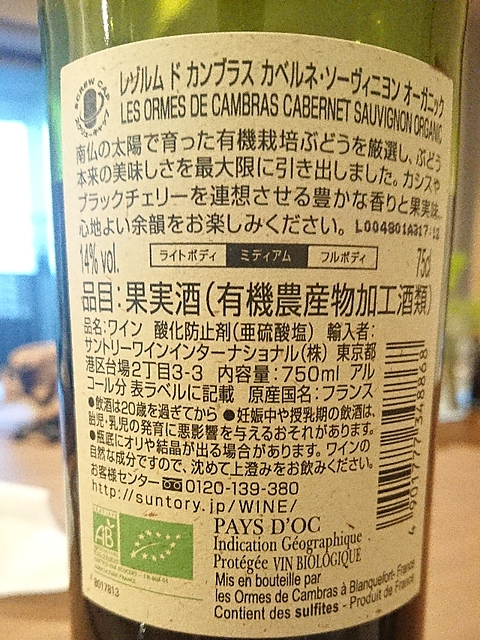 SCREW CAP
レゾルム ド カンブラス カベルネ・ソーヴィニヨン オーガニック
LES ORMES DE CAMBRAS CABERNET SAUVIGNON ORGANIC
南仏の太陽で育った有機栽培ぶどうを厳選し、ぶどう
本来の美味しさを最大限に引き出しました。カシスや
ブラックチェリーを連想させる豊かな香りと果実味。
心地よい余韻をお楽しみください。 L004801A317:12
14% vol. ライトボディ ミディアム フルボディ 75cl
品目:果実酒(有機農産物加工酒類)
品名:ワイン 酸化防止剤(亜硫酸塩) 輸入者:
サントリーワインインターナショナル(株) 東京都
港区台場2丁目3-3 内容量:750ml アル
コール分 表ラベルに記載 原産国名:フランス
●飲酒は20歳を過ぎてから ●妊娠中や授乳期の飲酒は、
胎児・乳児の発育に悪影響を与えるおそれがあります。
●瓶底にオリや結晶が出る場合があります。ワインの
自然な成分ですので、沈めて上澄みをお飲みください。
お客様センター 0120-139-380
http://suntory.jp/WINE/
4 901777 348868
AB
PAYS D'OC
Indication Géographique
Protégée VIN BIOLOGIQUE
Mis en bouteille par
les Ormes de Cambras à Blanquefort- France
Contient des sulfites - Produit de France
8017813